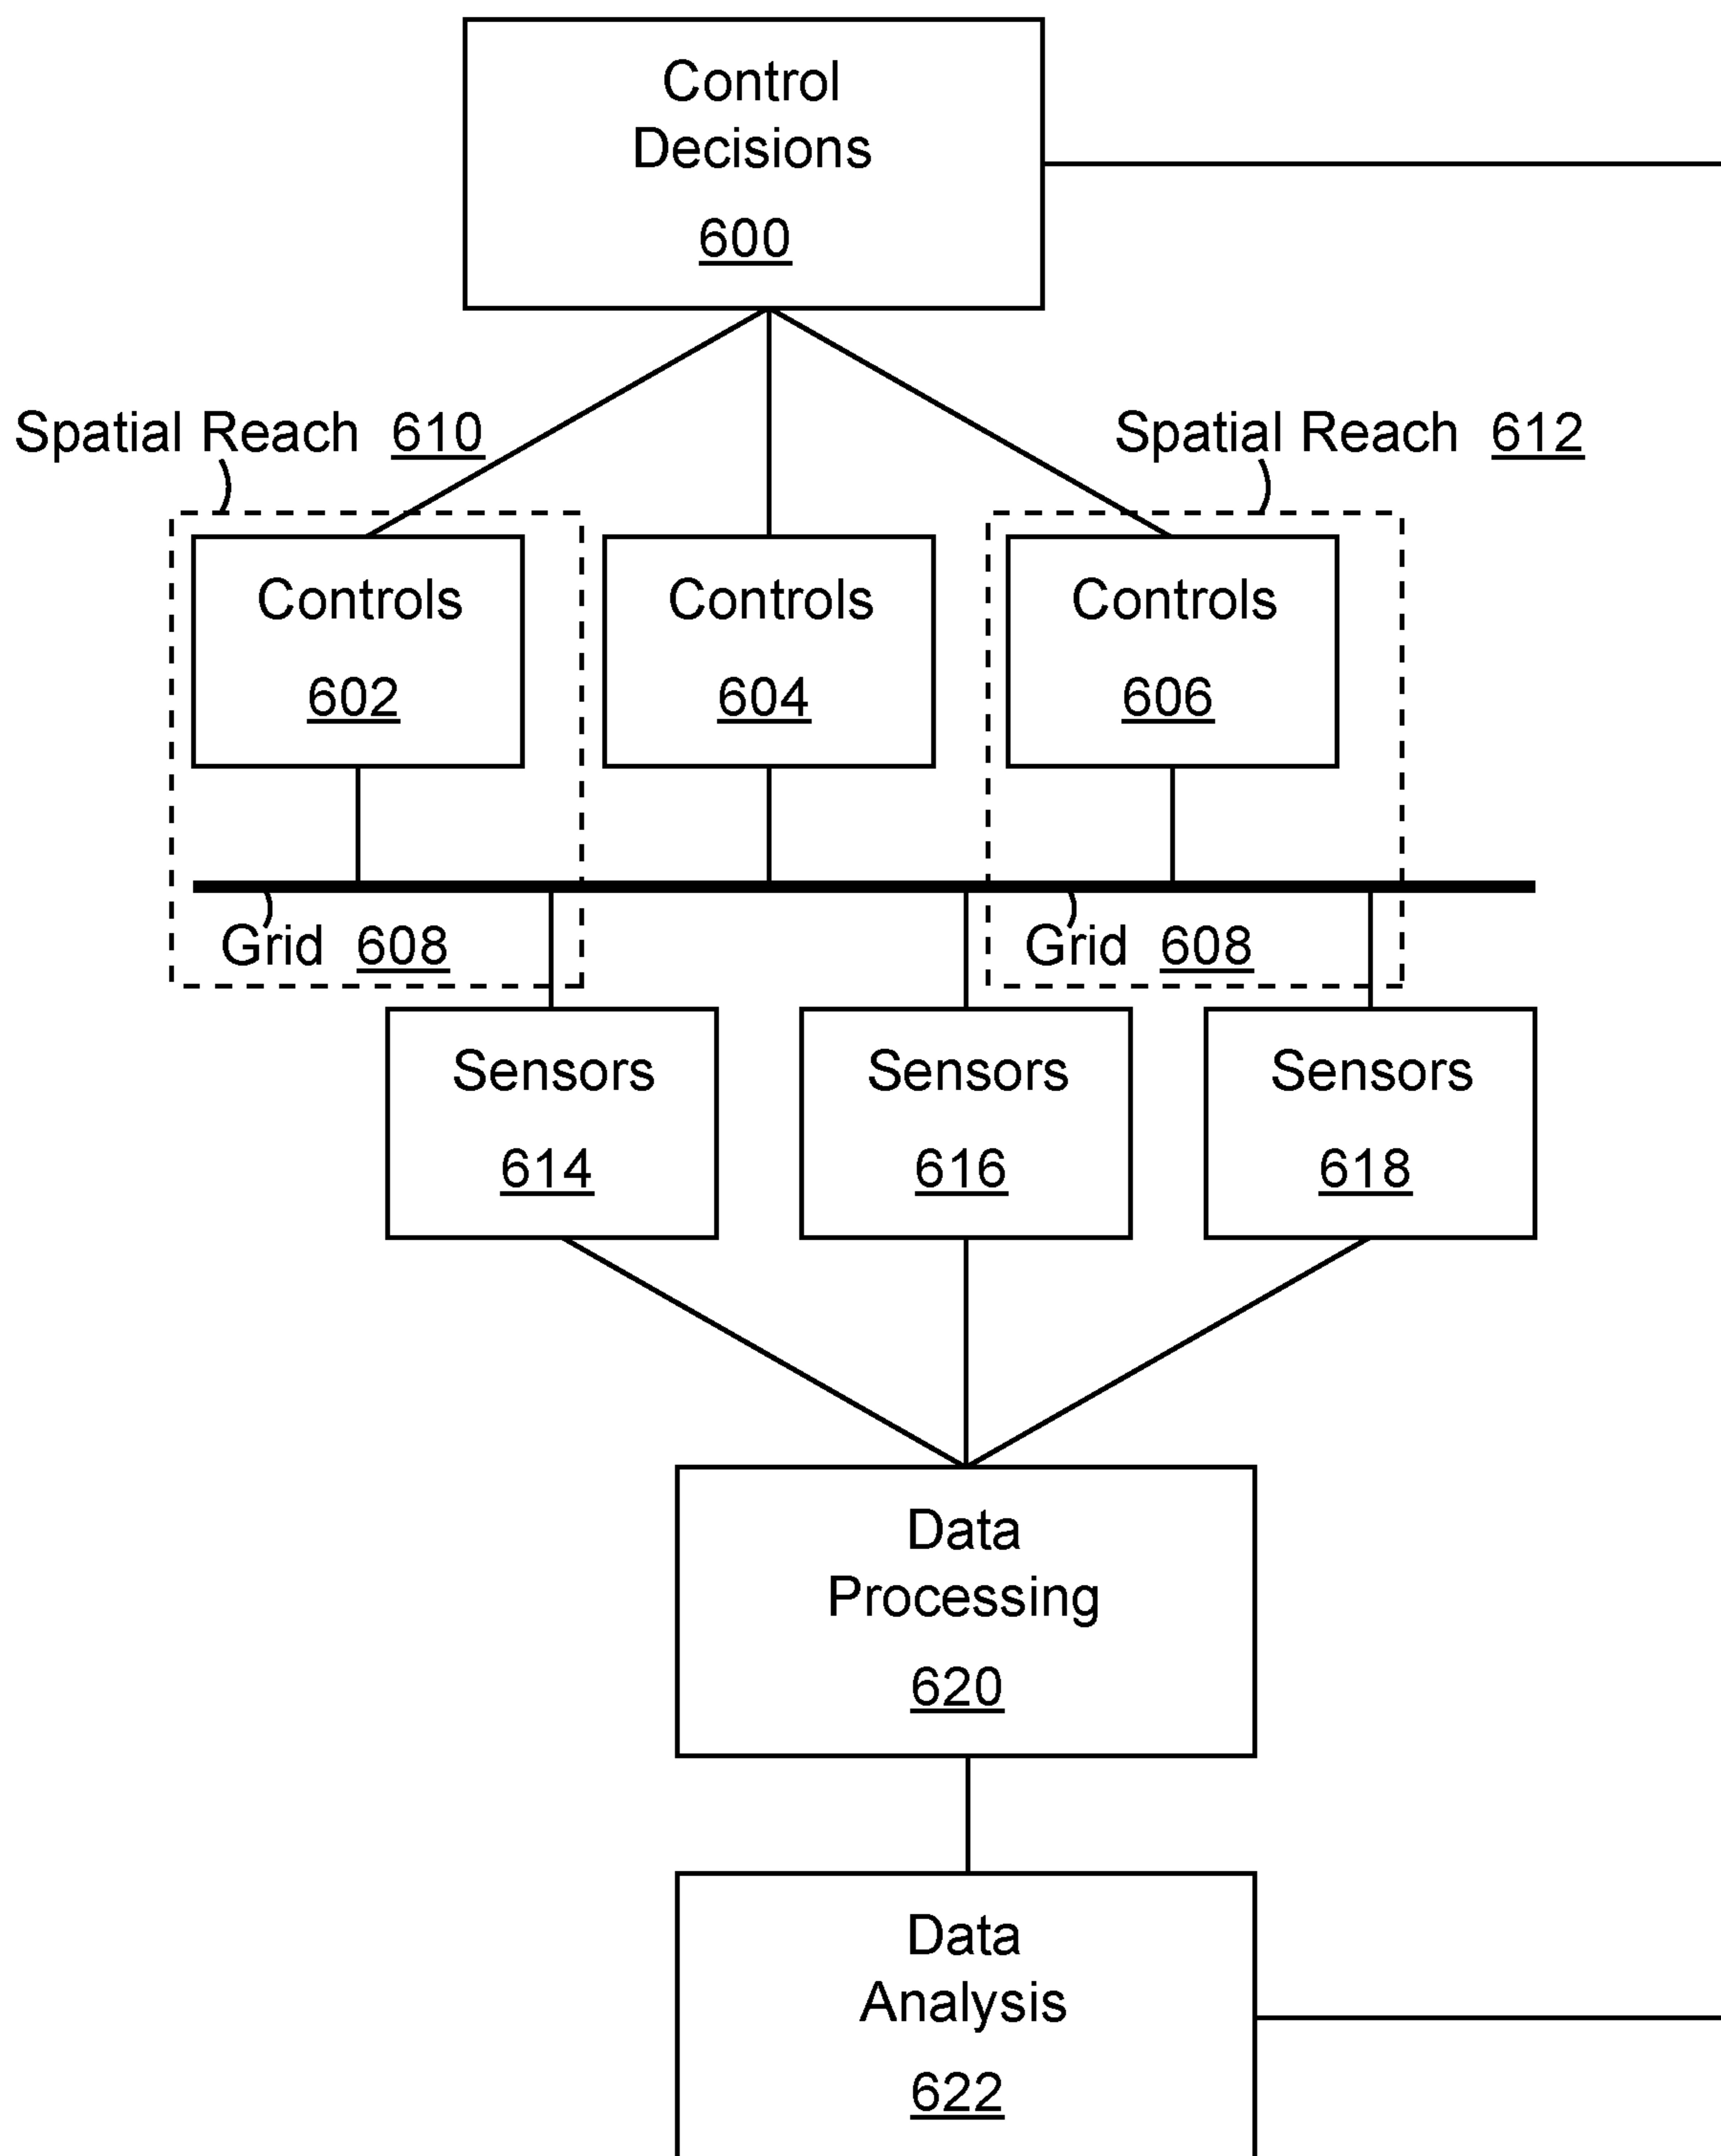 Control
Decisions
600
Spatial Reach 610
Spatial Reach 612
Controls
602
Controls
604
Controls
606
Grid 608
Grid 608
Sensors
614
Sensors
616
Sensors
618
Data
Processing
620
Data
Analysis
622